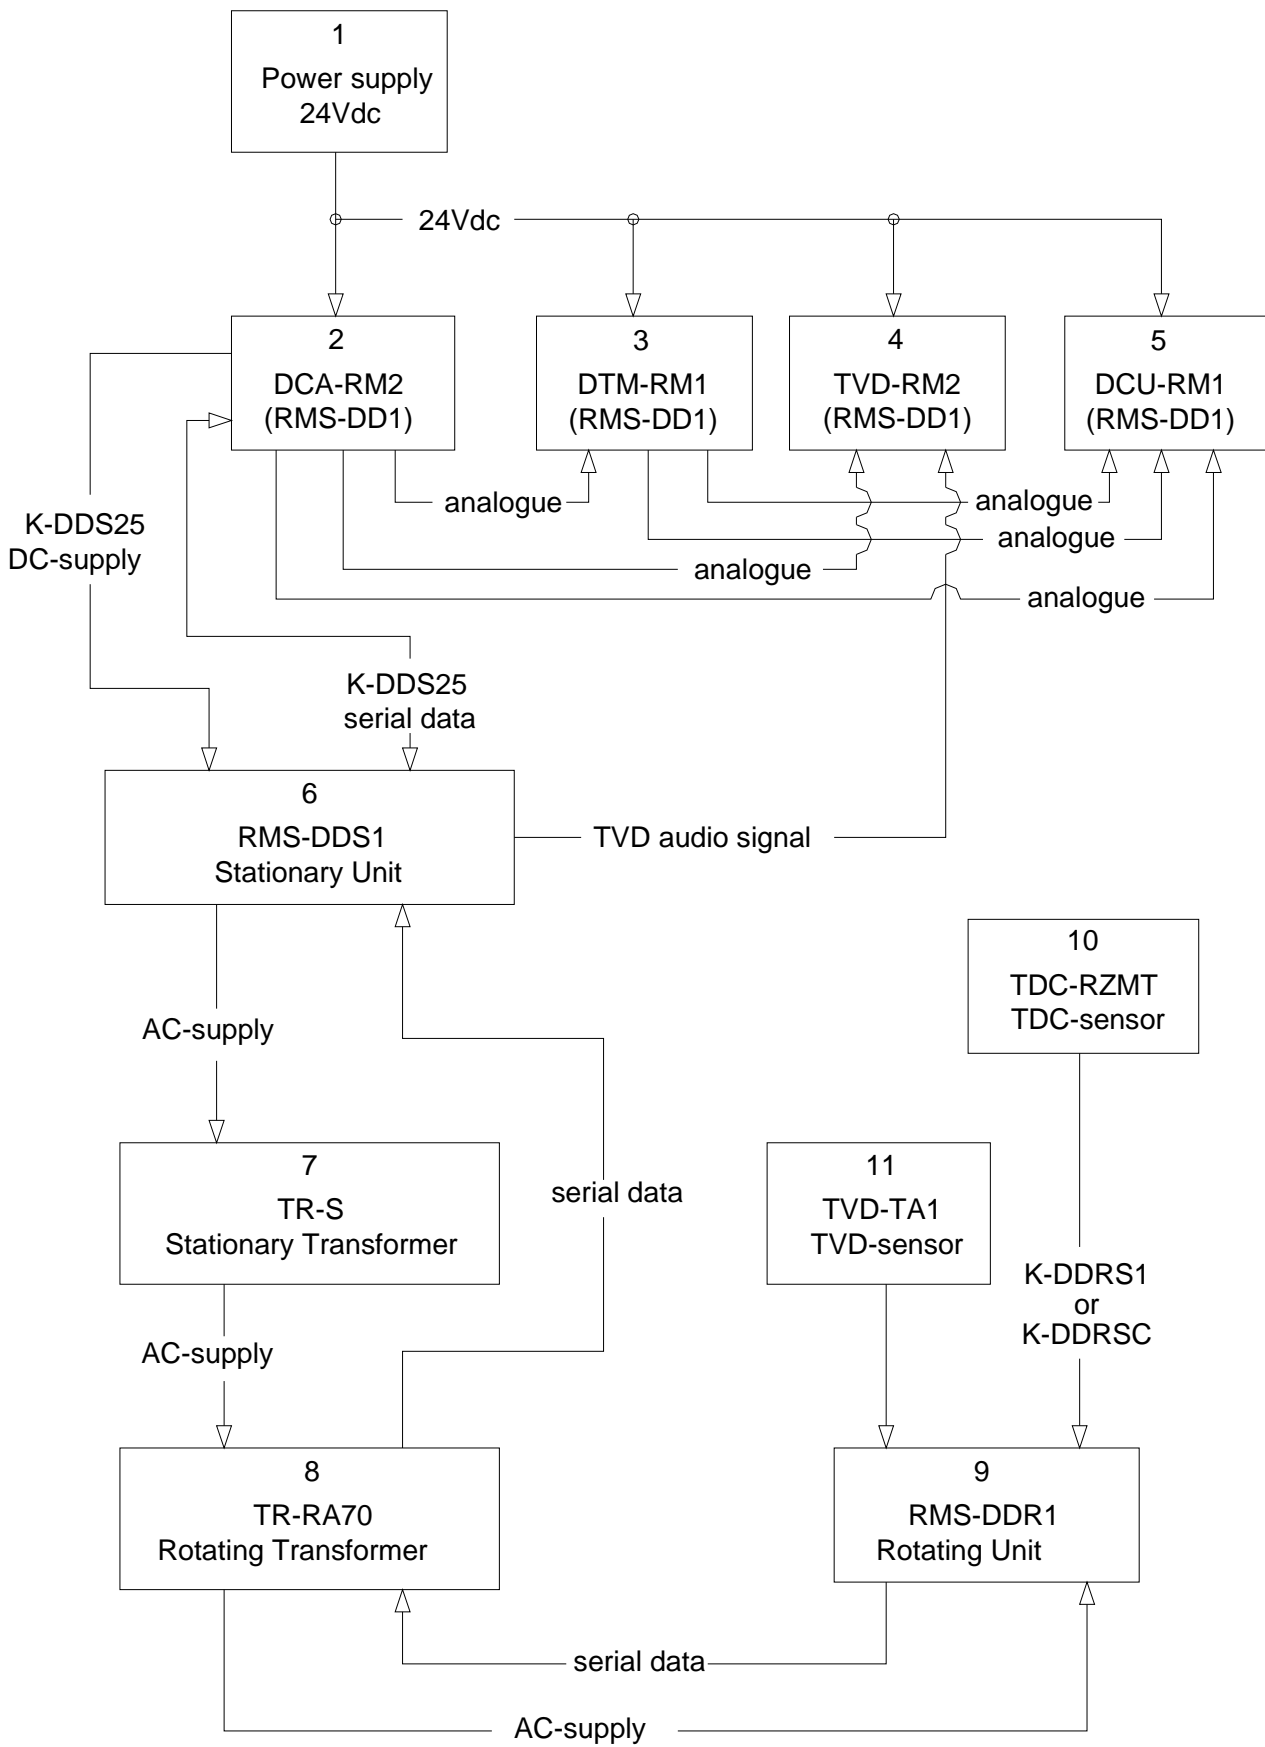 1
Power supply
24Vdc
24Vdc
2
DCA-RM2
(RMS-DD1)
3
DTM-RM1
(RMS-DD1)
4
TVD-RM2
(RMS-DD1)
5
DCU-RM1
(RMS-DD1)
analogue
analogue
analogue
analogue
analogue
K-DDS25
DC-supply
K-DDS25
serial data
6
RMS-DDS1
Stationary Unit
TVD audio signal
10
TDC-RZMT
TDC-sensor
AC-supply
7
TR-S
Stationary Transformer
serial data
11
TVD-TA1
TVD-sensor
K-DDRS1
or
K-DDRSC
AC-supply
8
TR-RA70
Rotating Transformer
9
RMS-DDR1
Rotating Unit
serial data
AC-supply